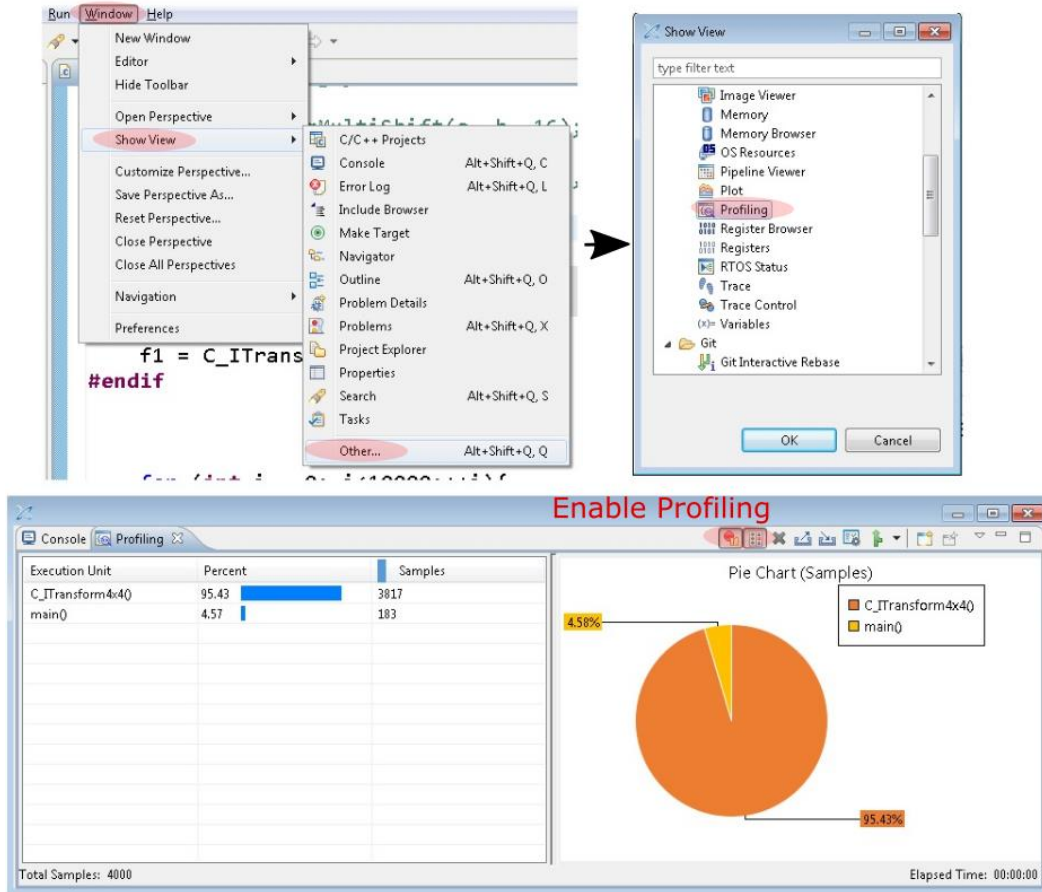 Run Window Help
New Window
Editor
Hide Toolbar
Open Perspective
Show View
Customize Perspective...
Save Perspective As...
Reset Perspective...
Close Perspective
Close All Perspectives
Navigation
Preferences
C/C++ Projects
Console Alt+Shift+Q, C
Error Log Alt+Shift+Q, L
Include Browser
Make Target
Navigator
Outline Alt+Shift+Q, O
Problem Details
Problems Alt+Shift+Q, X
Project Explorer
Properties
Search Alt+Shift+Q, S
Tasks
Other... Alt+Shift+Q, Q
f1 = C_ITrans
#endif
Show View
type filter text
Image Viewer
Memory
Memory Browser
OS Resources
Pipeline Viewer
Plot
Profiling
Register Browser
Registers
RTOS Status
Trace
Trace Control
(x)= Variables
Git
Git Interactive Rebase
OK Cancel
Enable Profiling
Console Profiling
Execution Unit Percent Samples
C_ITransform4x4() 95.43 3817
main() 4.57 183
Pie Chart (Samples)
C_ITransform4x4()
main()
4.58%
95.43%
Total Samples: 4000 Elapsed Time: 00:00:00